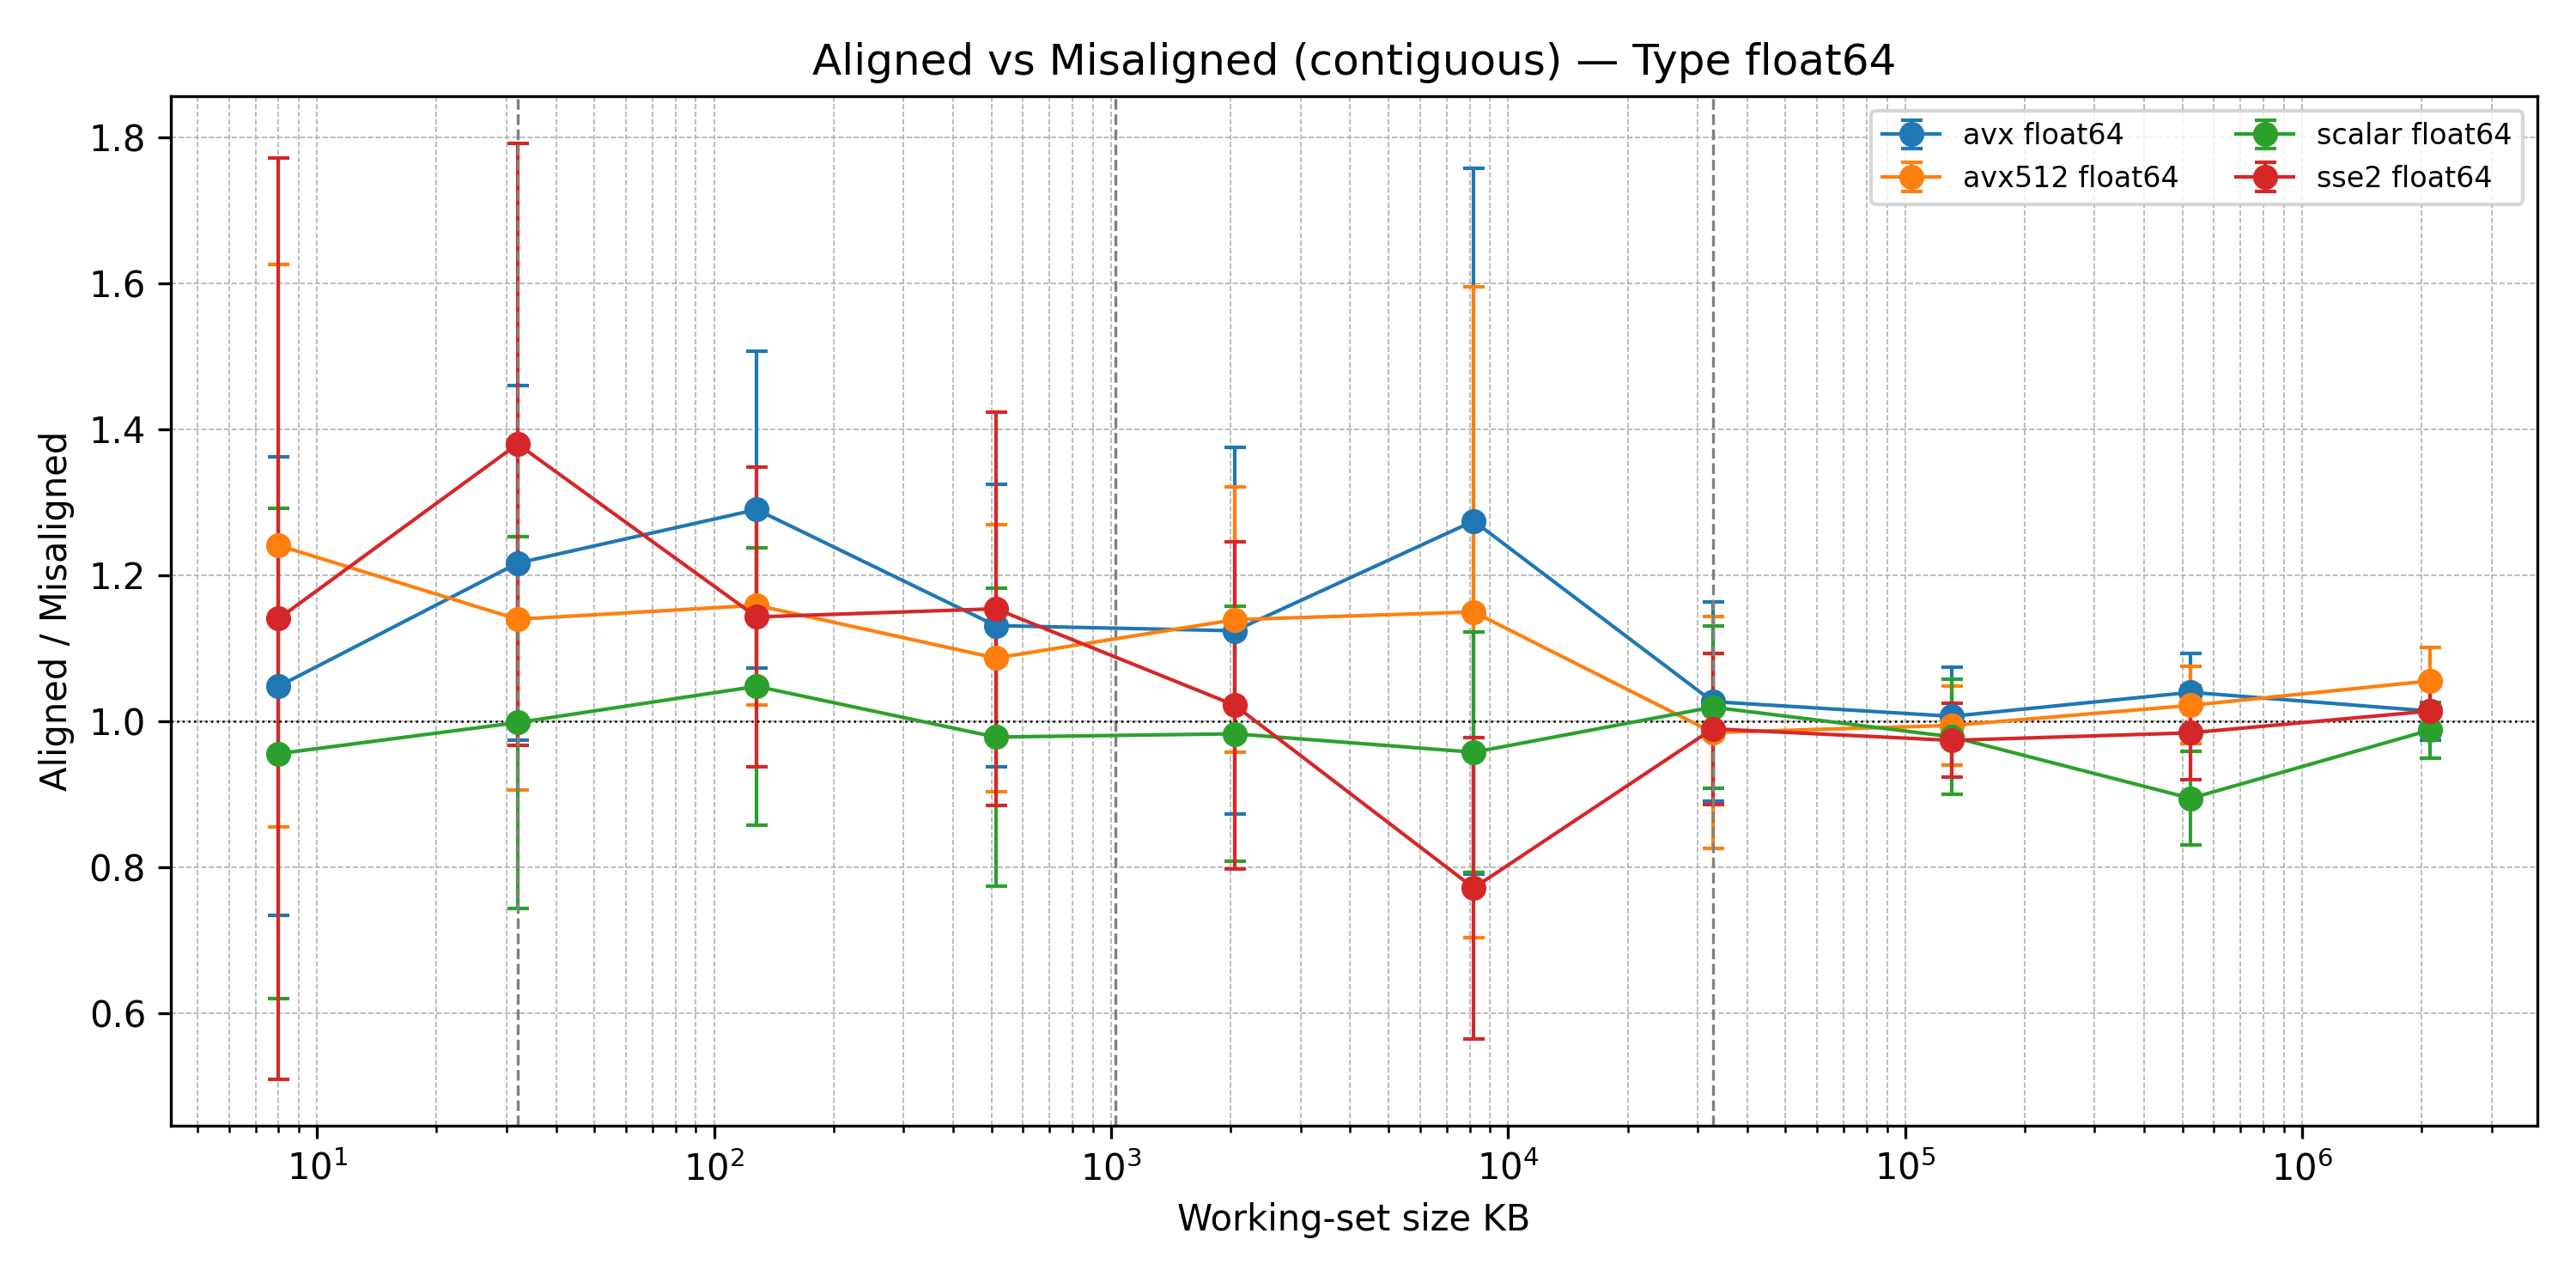 Aligned vs Misaligned (contiguous) — Type float64
avx float64
avx512 float64
scalar float64
sse2 float64
Aligned / Misaligned
1.8
1.6
1.4
1.2
1.0
0.8
0.6
10¹
10²
10³
10⁴
10⁵
10⁶
Working-set size KB